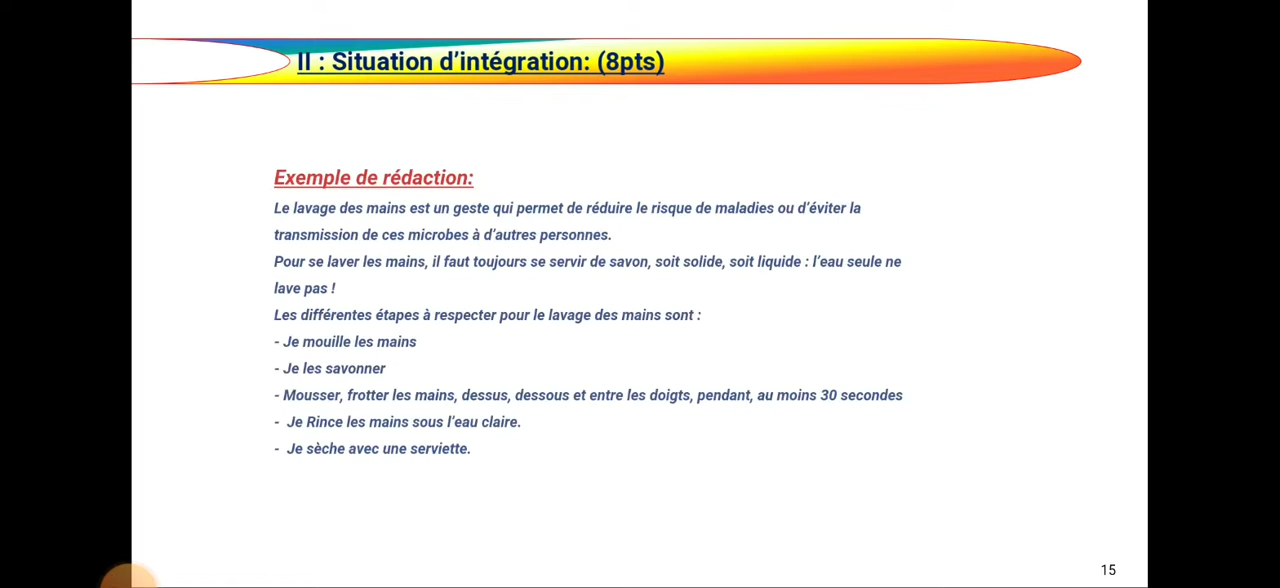 II : Situation d’intégration: (8pts)
Exemple de rédaction:
Le lavage des mains est un geste qui permet de réduire le risque de maladies ou d’éviter la
transmission de ces microbes à d’autres personnes.
Pour se laver les mains, il faut toujours se servir de savon, soit solide, soit liquide : l’eau seule ne
lave pas !
Les différentes étapes à respecter pour le lavage des mains sont :
- Je mouille les mains
- Je les savonner
- Mousser, frotter les mains, dessus, dessous et entre les doigts, pendant, au moins 30 secondes
- Je Rince les mains sous l’eau claire.
- Je sèche avec une serviette.
15